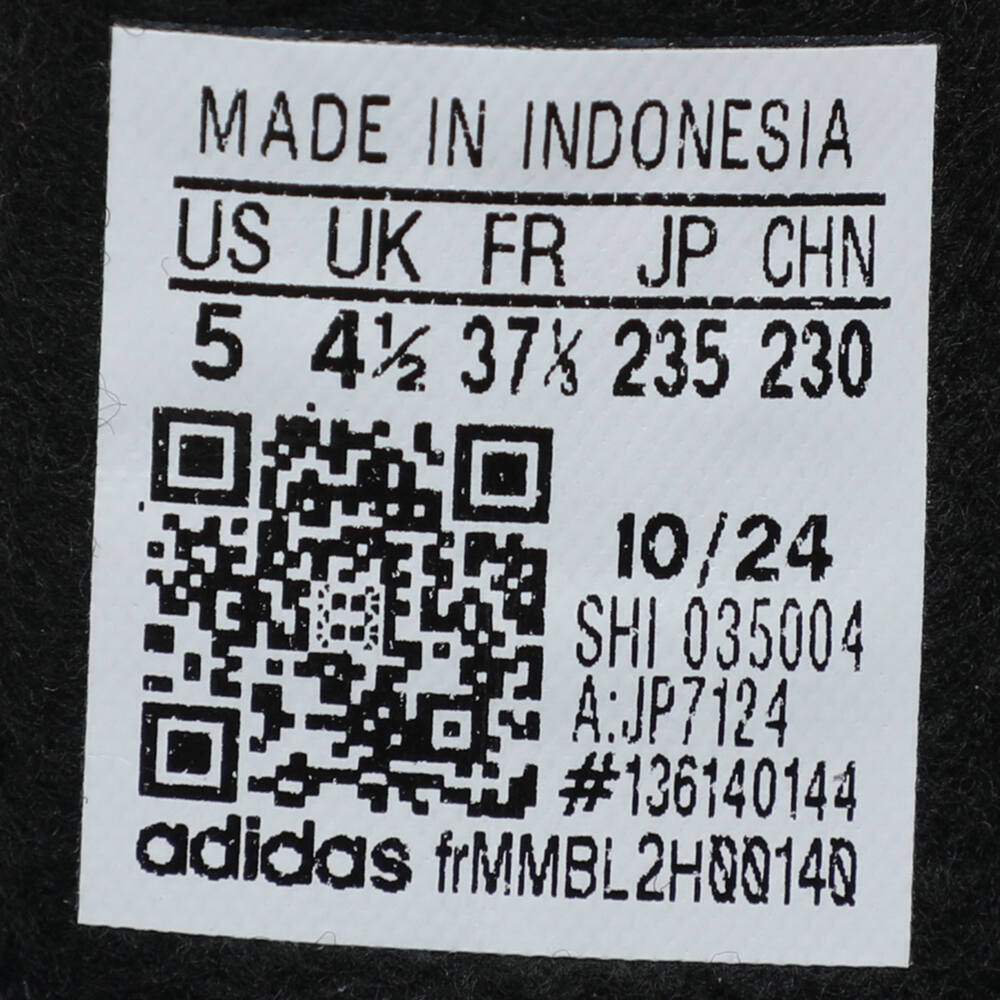 MADE IN INDONESIA
US UK FR JP CHN
5 4½ 37⅓ 235 230
10/24
SHI 035004
A:JP7124
#136140144
adidas frMMBL2H00140